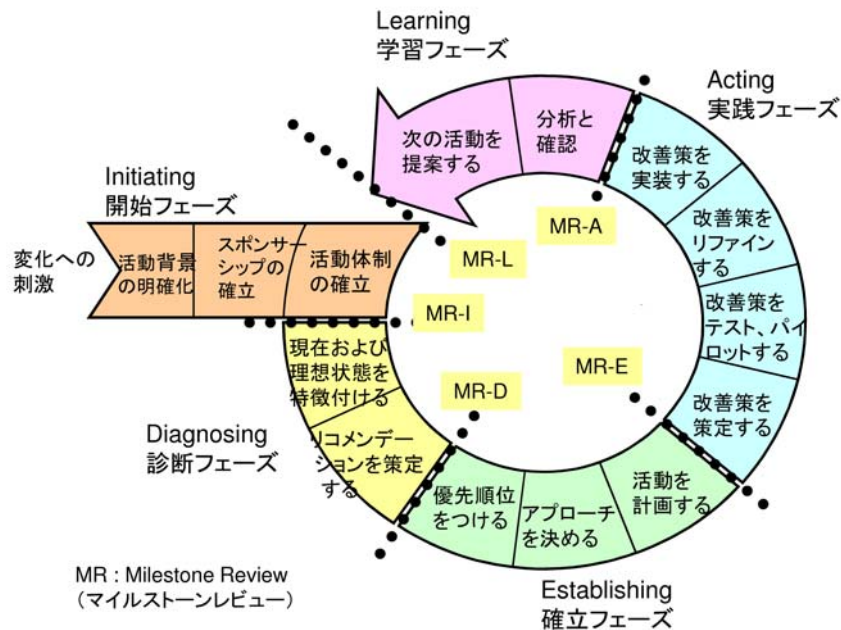 Learning
学習フェーズ
Acting
実践フェーズ
次の活動を
提案する
分析と
確認
改善策を
実装する
改善策を
リファイン
する
改善策を
テスト、パイ
ロットする
改善策を
策定する
Initiating
開始フェーズ
変化への
刺激
活動背景
の明確化
スポンサー
シップの
確立
活動体制
の確立
MR-A
MR-L
MR-I
MR-E
MR-D
現在および
理想状態を
特徴付ける
リコメンデー
ションを策定
する
Diagnosing
診断フェーズ
優先順位
をつける
アプローチ
を決める
活動を
計画する
Establishing
確立フェーズ
MR : Milestone Review
（マイルストーンレビュー）